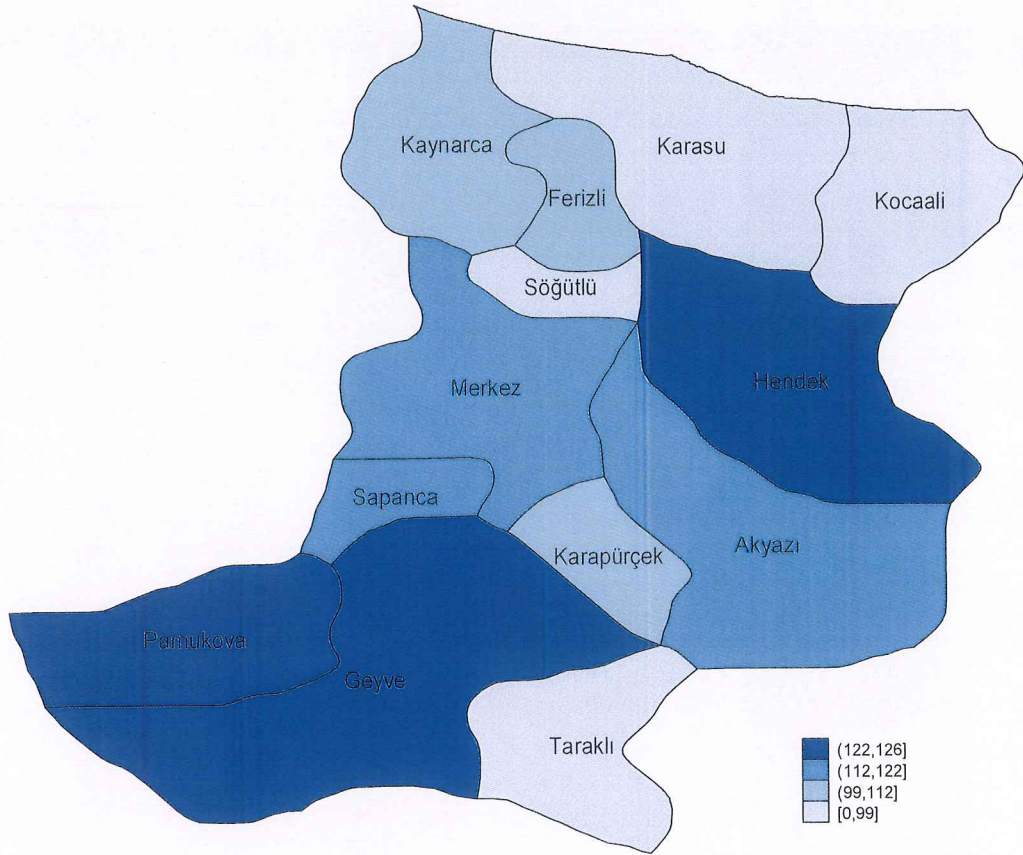 Kaynarca
Karasu
Ferizli
Kocaali
Söğütlü
Merkez
Hendek
Sapanca
Karapürçek
Akyazı
Pamukova
Geyve
Taraklı
(122,126]
(112,122]
(99,112]
[0,99]